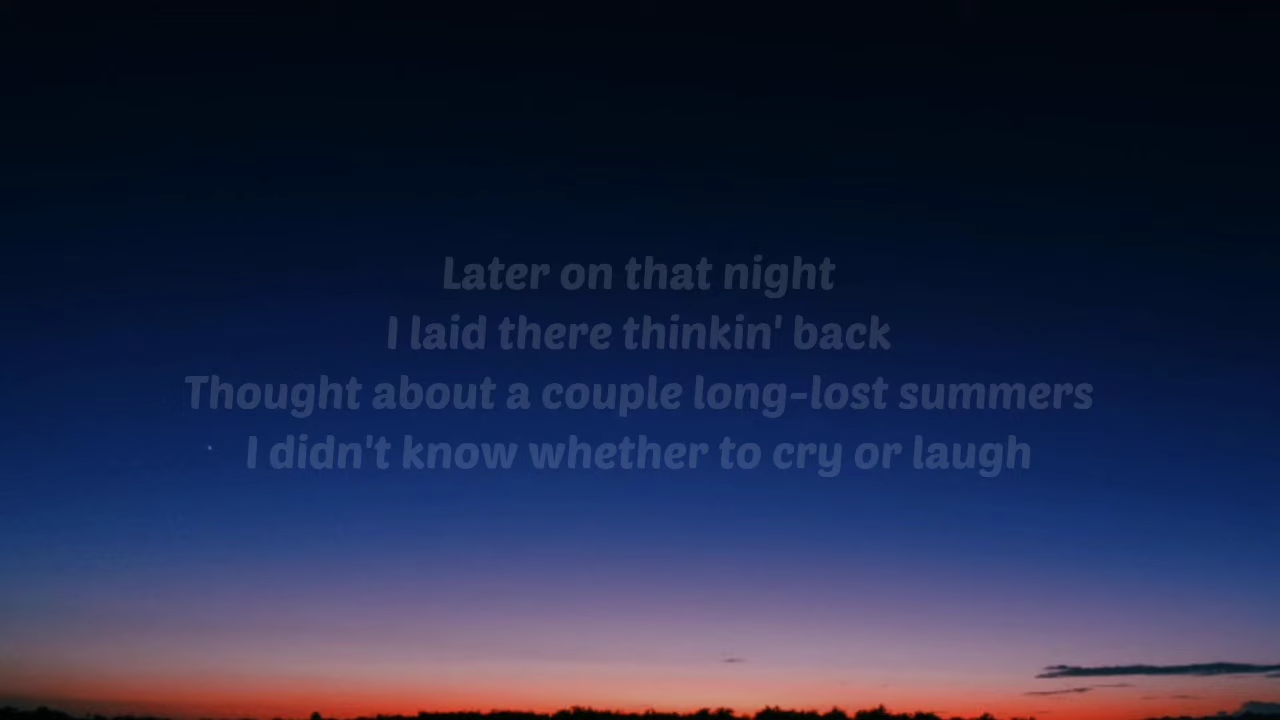 Later on that night
I laid there thinkin' back
Thought about a couple long-lost summers
I didn't know whether to cry or laugh